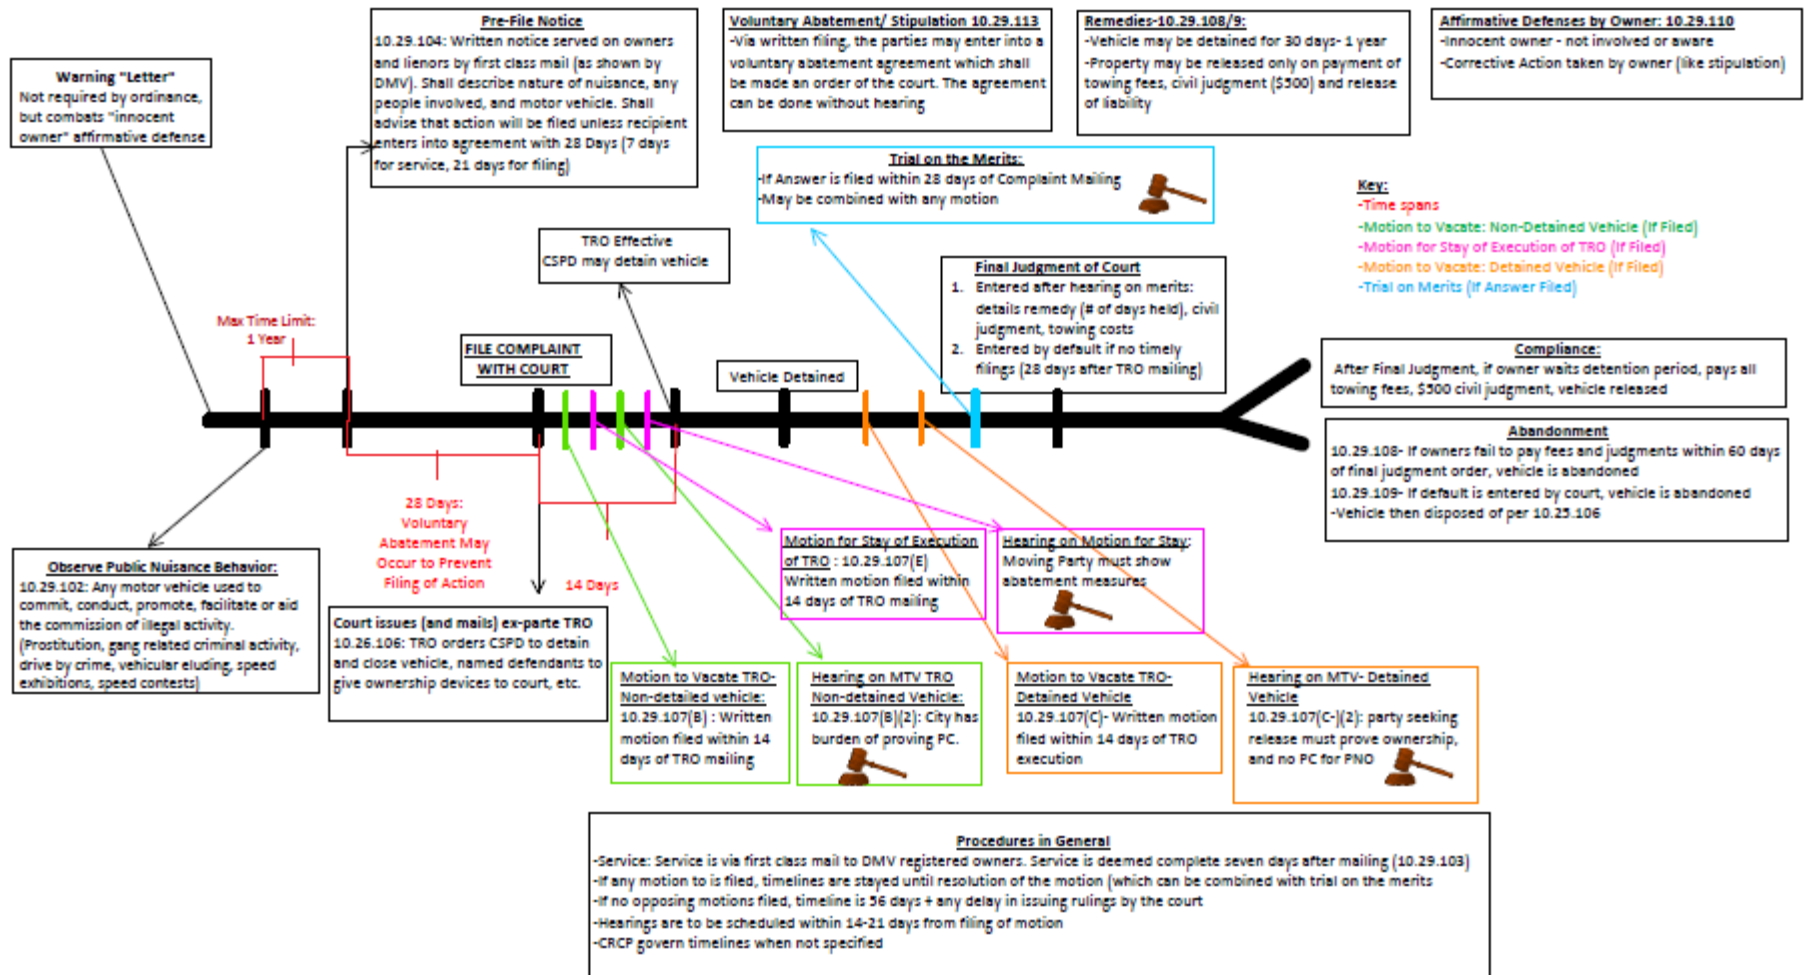 Warning "Letter"
Not required by ordinance,
but combats "innocent
owner" affirmative defense
Pre-File Notice
10.29.104: Written notice served on owners
and lienors by first class mail (as shown by
DMV). Shall describe nature of nuisance, any
people involved, and motor vehicle. Shall
advise that action will be filed unless recipient
enters into agreement with 28 Days (7 days
for service, 21 days for filing)
Voluntary Abatement/ Stipulation 10.29.113
-Via written filing, the parties may enter into a
voluntary abatement agreement which shall
be made an order of the court. The agreement
can be done without hearing
Remedies-10.29.108/9:
-Vehicle may be detained for 30 days- 1 year
-Property may be released only on payment of
towing fees, civil judgment ($500) and release
of liability
Affirmative Defenses by Owner: 10.29.110
-Innocent owner - not involved or aware
-Corrective Action taken by owner (like stipulation)
Trial on the Merits:
-If Answer is filed within 28 days of Complaint Mailing
-May be combined with any motion
Key:
-Time spans
-Motion to Vacate: Non-Detained Vehicle (If Filed)
-Motion for Stay of Execution of TRO (If Filed)
-Motion to Vacate: Detained Vehicle (If Filed)
-Trial on Merits (If Answer Filed)
TRO Effective
CSPD may detain vehicle
Final Judgment of Court
1. Entered after hearing on merits:
details remedy (# of days held), civil
judgment, towing costs
2. Entered by default if no timely
filings (28 days after TRO mailing)
Max Time Limit:
1 Year
FILE COMPLAINT
WITH COURT
Vehicle Detained
Compliance:
After Final Judgment, if owner waits detention period, pays all
towing fees, $500 civil judgment, vehicle released
Abandonment
10.29.108- If owners fail to pay fees and judgments within 60 days
of final judgment order, vehicle is abandoned
10.29.109- If default is entered by court, vehicle is abandoned
-Vehicle then disposed of per 10.25.106
28 Days:
Voluntary
Abatement May
Occur to Prevent
Filing of Action
14 Days
Observe Public Nuisance Behavior:
10.29.102: Any motor vehicle used to
commit, conduct, promote, facilitate or aid
the commission of illegal activity.
(Prostitution, gang related criminal activity,
drive by crime, vehicular eluding, speed
exhibitions, speed contests)
Court issues (and mails) ex-parte TRO
10.26.106: TRO orders CSPD to detain
and close vehicle, named defendants to
give ownership devices to court, etc.
Motion for Stay of Execution
of TRO : 10.29.107(E)
Written motion filed within
14 days of TRO mailing
Hearing on Motion for Stay:
Moving Party must show
abatement measures
Motion to Vacate TRO-
Non-detailed vehicle:
10.29.107(B) : Written
motion filed within 14
days of TRO mailing
Hearing on MTV TRO
Non-detained Vehicle:
10.29.107(B)(2): City has
burden of proving PC.
Motion to Vacate TRO-
Detained Vehicle
10.29.107(C)- Written motion
filed within 14 days of TRO
execution
Hearing on MTV- Detained
Vehicle
10.29.107(C-)(2): party seeking
release must prove ownership,
and no PC for PNO
Procedures in General
-Service: Service is via first class mail to DMV registered owners. Service is deemed complete seven days after mailing (10.29.103)
-If any motion to is filed, timelines are stayed until resolution of the motion (which can be combined with trial on the merits
-If no opposing motions filed, timeline is 56 days + any delay in issuing rulings by the court
-Hearings are to be scheduled within 14-21 days from filing of motion
-CRCP govern timelines when not specified